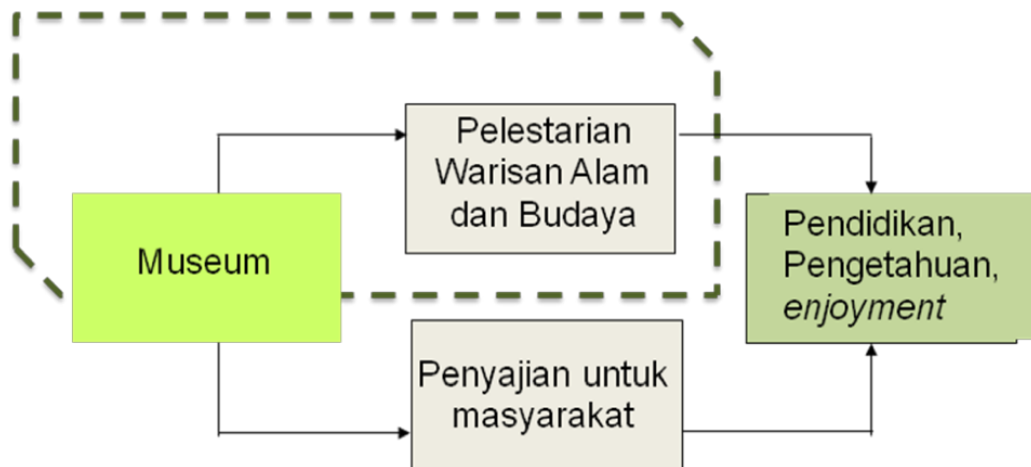 Pelestarian
Warisan Alam
dan Budaya
Museum
Pendidikan,
Pengetahuan,
enjoyment
Penyajian untuk
masyarakat